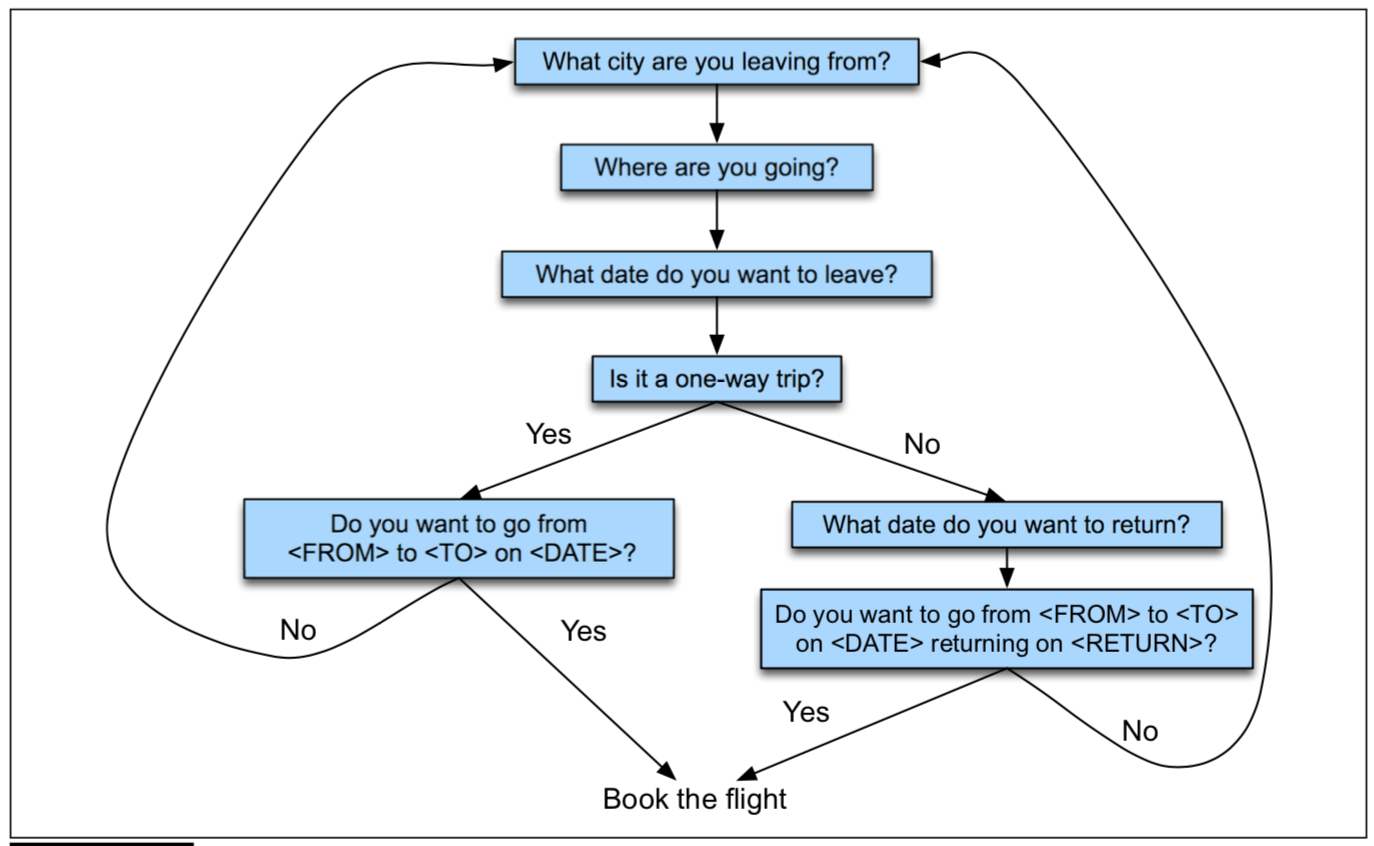 What city are you leaving from?
Where are you going?
What date do you want to leave?
Is it a one-way trip?
Yes
No
Do you want to go from
<FROM> to <TO> on <DATE>?
What date do you want to return?
Do you want to go from <FROM> to <TO>
on <DATE> returning on <RETURN>?
No
Yes
Yes
No
Book the flight